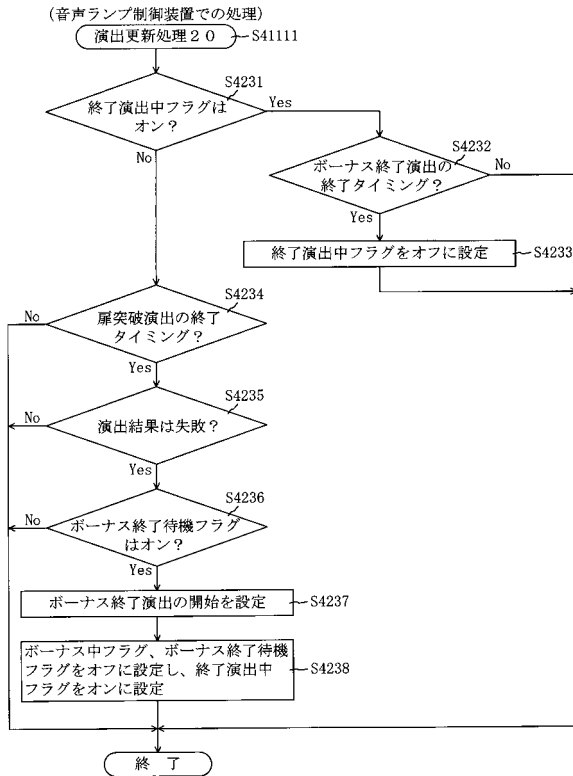 (音声ランプ制御装置での処理)
演出更新処理20
S41111
S4231
終了演出中フラグは
オン?
Yes
No
S4232
ボーナス終了演出の
終了タイミング?
No
Yes
終了演出中フラグをオフに設定
S4233
S4234
扉突破演出の終了
タイミング?
No
Yes
S4235
演出結果は失敗?
No
Yes
S4236
ボーナス終了待機フラグ
はオン?
No
Yes
ボーナス終了演出の開始を設定
S4237
ボーナス中フラグ、ボーナス終了待機
フラグをオフに設定し、終了演出中
フラグをオンに設定
S4238
終 了